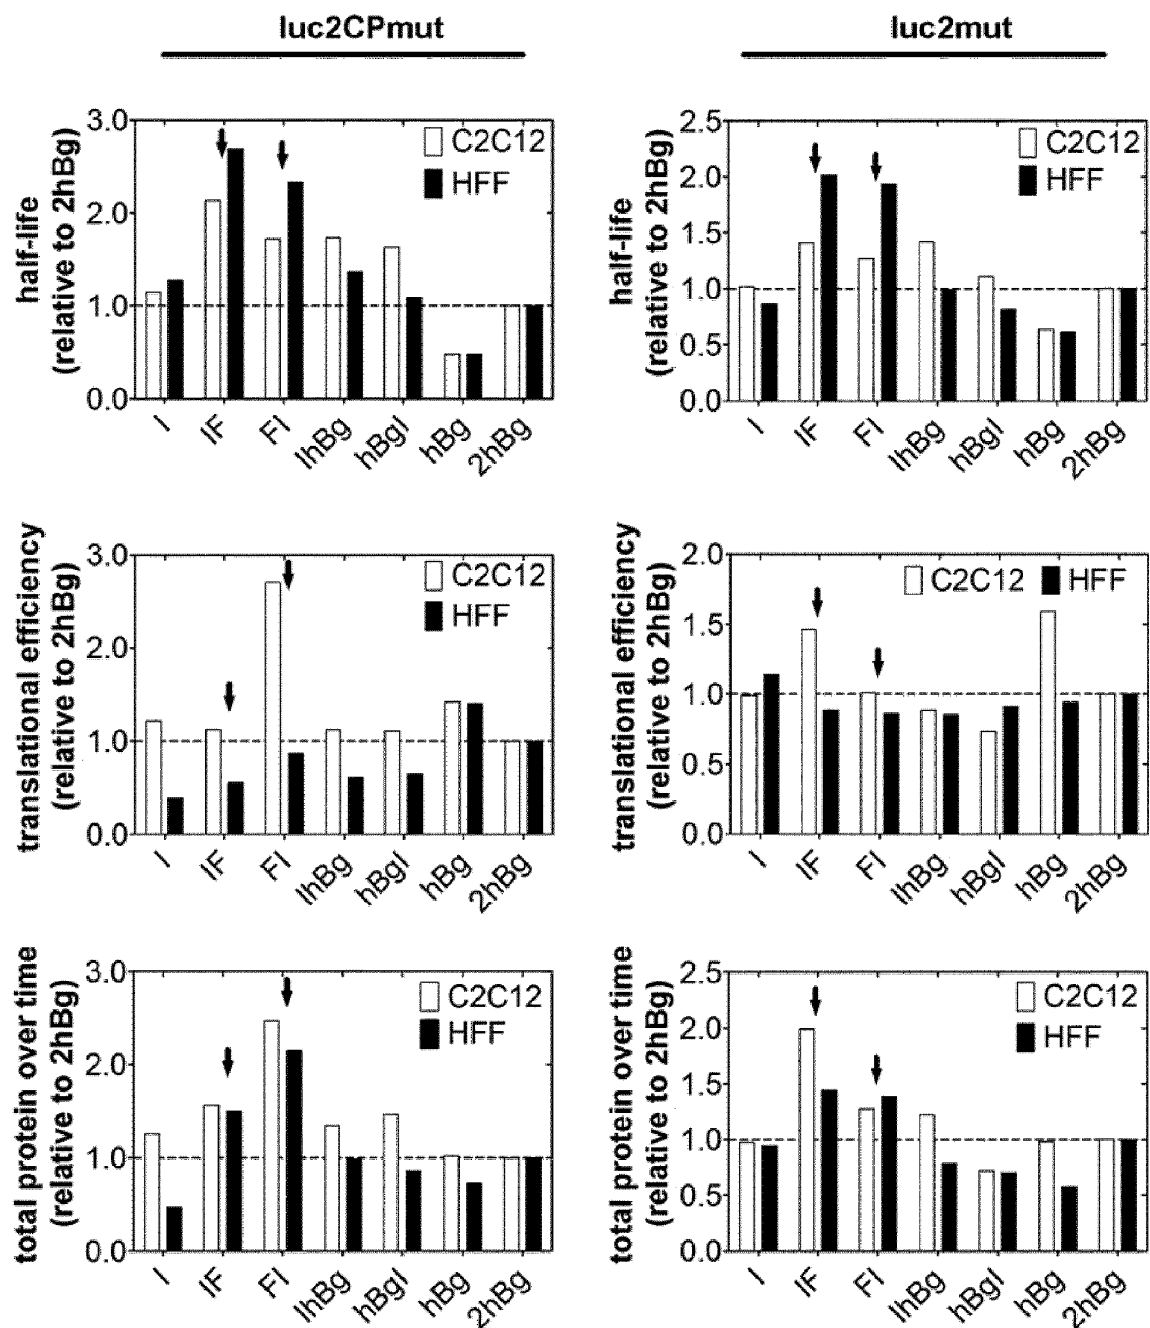 luc2CPmut
luc2mut
half-life
(relative to 2hBg)
3.0
2.0
1.0
0.0
C2C12
HFF
I
IF
FI
IhBg
hBgI
hBg
2hBg
half-life
(relative to 2hBg)
2.5
2.0
1.5
1.0
0.5
0.0
C2C12
HFF
I
IF
FI
IhBg
hBgI
hBg
2hBg
translational efficiency
(relative to 2hBg)
3.0
2.0
1.0
0.0
C2C12
HFF
I
IF
FI
IhBg
hBgI
hBg
2hBg
translational efficiency
(relative to 2hBg)
2.0
1.5
1.0
0.5
0.0
C2C12 HFF
I
IF
FI
IhBg
hBgI
hBg
2hBg
total protein over time
(relative to 2hBg)
3.0
2.0
1.0
0.0
C2C12
HFF
I
IF
FI
IhBg
hBgI
hBg
2hBg
total protein over time
(relative to 2hBg)
2.5
2.0
1.5
1.0
0.5
0.0
C2C12
HFF
I
IF
FI
IhBg
hBgI
hBg
2hBg